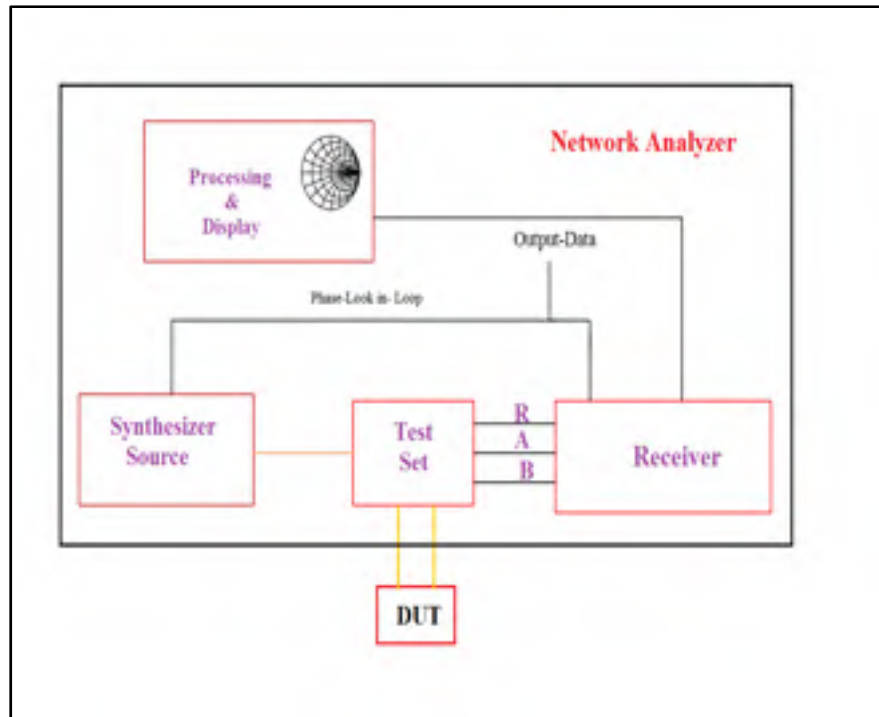 Network Analyzer
Processing
&
Display
Output-Data
Phase-Look in- Loop
Synthesizer
Source
Test
Set
R
A
B
Receiver
DUT